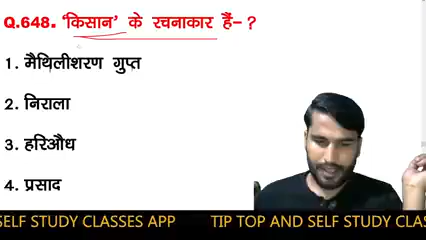 Q.648. ‘किसान’ के रचनाकार हैं- ?
1. मैथिलीशरण गुप्त
2. निराला
3. हरिऔध
4. प्रसाद
SELF STUDY CLASSES APP TIP TOP AND SELF STUDY CLAS